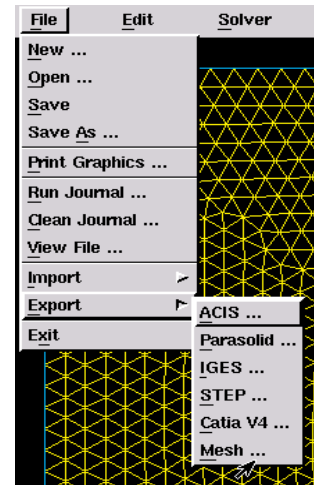 File Edit Solver
New ...
Open ...
Save
Save As ...
Print Graphics ...
Run Journal ...
Clean Journal ...
View File ...
Import
Export
Exit
ACIS ...
Parasolid ...
IGES ...
STEP ...
Catia V4 ...
Mesh ...